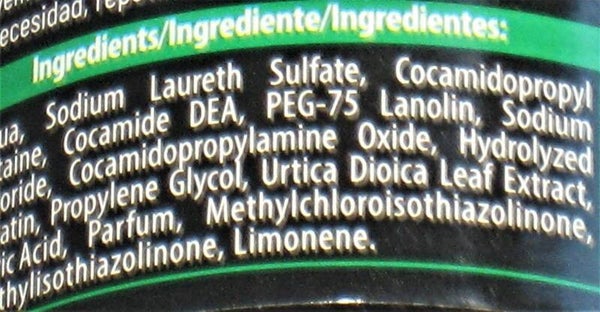 ecesidad,
Ingredients/Ingrediente/Ingredientes:
ua, Sodium Laureth Sulfate, Cocamidopropyl
taine, Cocamide DEA, PEG-75 Lanolin, Sodium
oride, Cocamidopropylamine Oxide, Hydrolyzed
atin, Propylene Glycol, Urtica Dioica Leaf Extract,
ic Acid, Parfum, Methylchloroisothiazolinone,
thylisothiazolinone, Limonene.